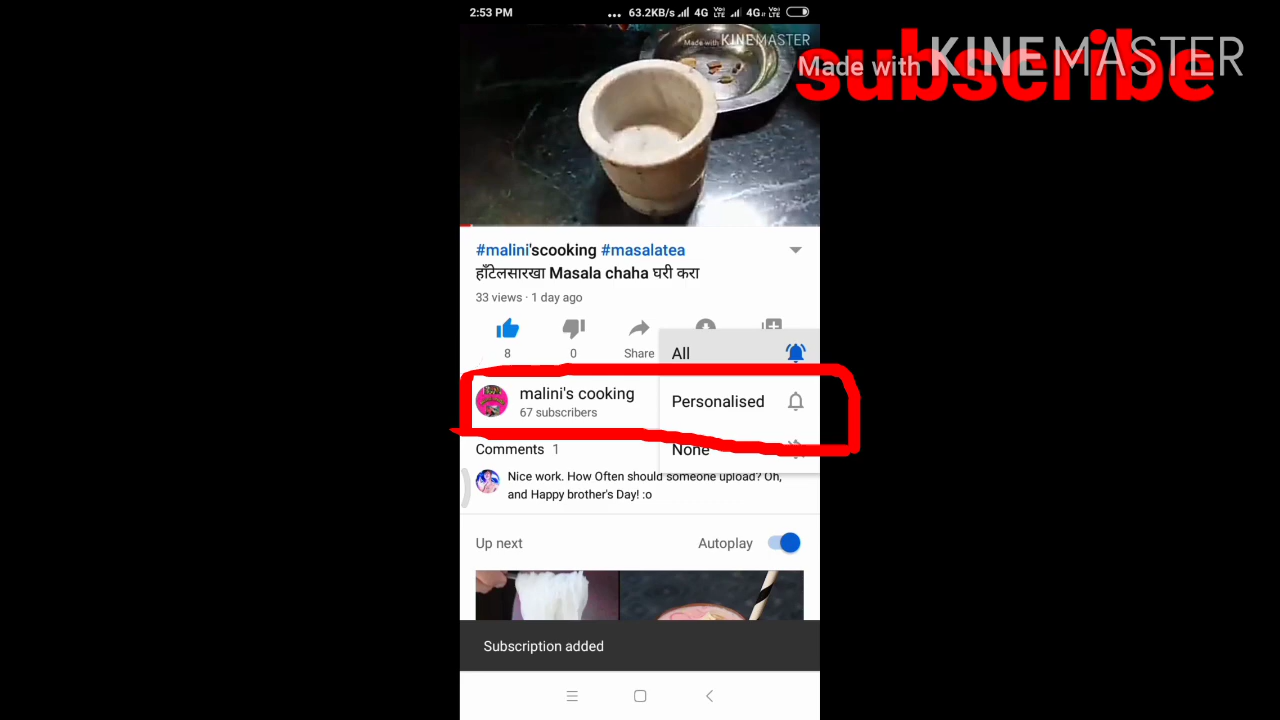 2:53 PM
... 63.2KB/s 4G VoLTE 4G VoLTE
Made with KINEMASTER
subscribe
Made with KINEMASTER
#malini'scooking #masalatea
हाँटेलसारखा Masala chaha घरी करा
33 views · 1 day ago
8
0
Share
All
malini's cooking
67 subscribers
Personalised
None
Comments 1
Nice work. How Often should someone upload? Oh,
and Happy brother's Day! :o
Up next
Autoplay
Subscription added